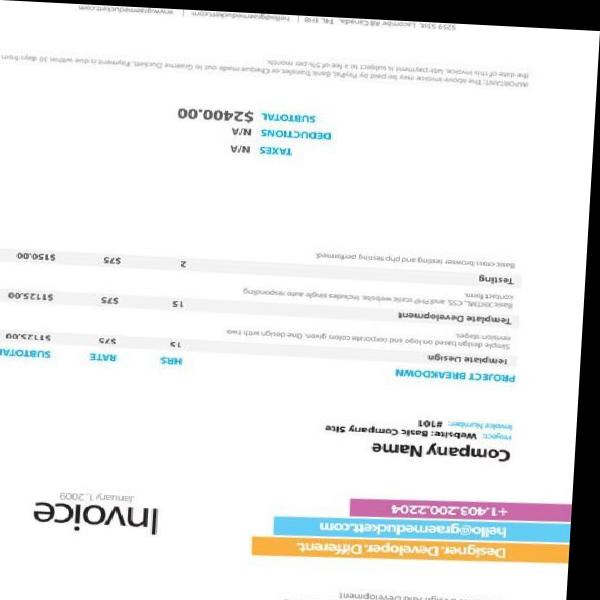 Design And Development
Designer. Developer. Different.
hello@graemeduckett.com
+1.403.200.2204
Invoice
January 1, 2009
Company Name
Project: Website: Basic Company Site
Invoice Number: #101
PROJECT BREAKDOWN HRS RATE SUBTOTAL
Template Design 15 $75 $1125.00
Simple design based on logo and corporate colors given. One design with two
revision stages.
Template Development 15 $75 $1125.00
Basic XHTML, CSS, and PHP static website. Includes single auto responding
contact form.
Testing 2 $75 $150.00
Basic cross browser testing and php testing performed.
TAXES N/A
DEDUCTIONS N/A
SUBTOTAL $2400.00
IMPORTANT: The above invoice may be paid by PayPal, Bank Transfer, or Cheque made out to Graeme Duckett. Payment is due within 30 days from
the date of this invoice, late payment is subject to a fee of 5% per month.
5259 51st, Lacombe AB Canada, T4L 1H8 | hello@graemeduckett.com | www.graemeduckett.com